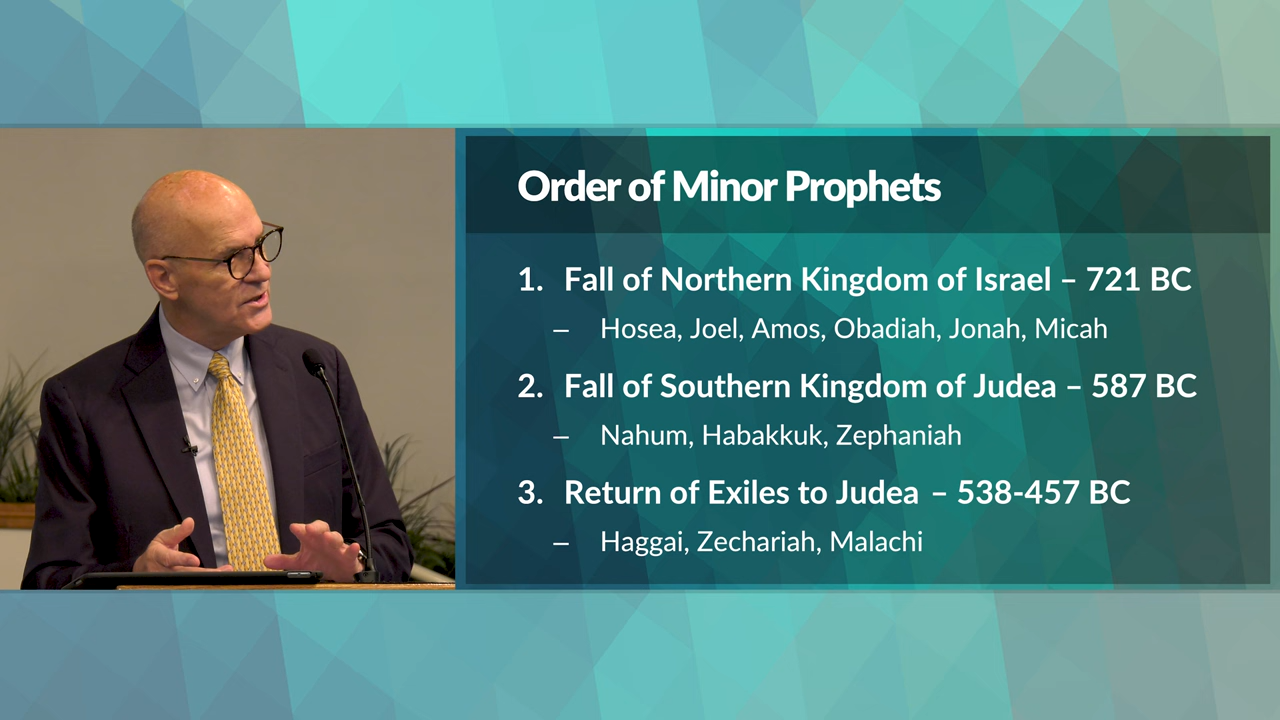 Order of Minor Prophets
1. Fall of Northern Kingdom of Israel – 721 BC
– Hosea, Joel, Amos, Obadiah, Jonah, Micah
2. Fall of Southern Kingdom of Judea – 587 BC
– Nahum, Habakkuk, Zephaniah
3. Return of Exiles to Judea – 538-457 BC
– Haggai, Zechariah, Malachi